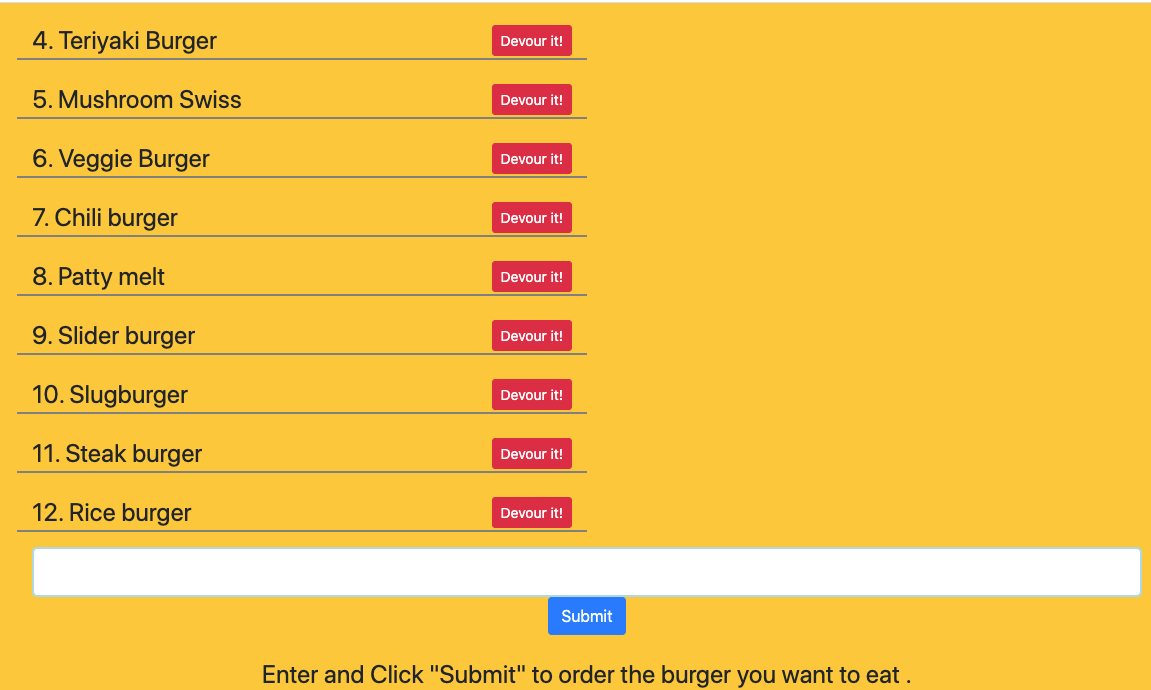 4. Teriyaki Burger Devour it!
5. Mushroom Swiss Devour it!
6. Veggie Burger Devour it!
7. Chili burger Devour it!
8. Patty melt Devour it!
9. Slider burger Devour it!
10. Slugburger Devour it!
11. Steak burger Devour it!
12. Rice burger Devour it!
Submit
Enter and Click "Submit" to order the burger you want to eat .